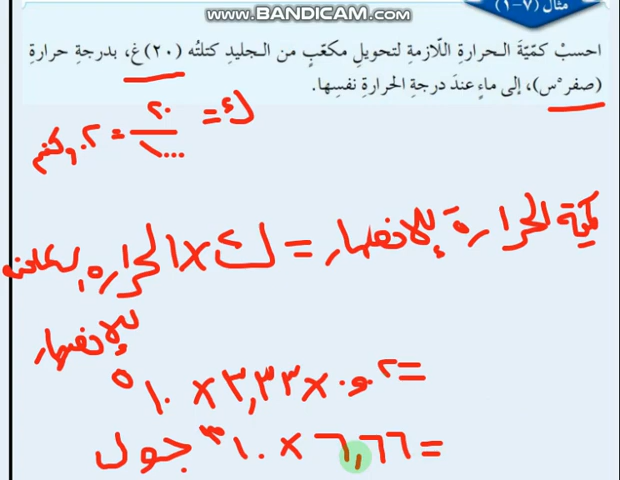 www.BANDICAM.com
مثال (٧-١)
احسبْ كمّيّةَ الحرارةِ اللّازمةِ لتحويلِ مكعّبٍ من الجليدِ كتلتُه (٢٠)غ، بدرجةِ حرارةِ
(صفر°س)، إلى ماءٍ عندَ درجةِ الحرارةِ نفسِها.
ك = ٢٠ / ١٠٠٠ = ٠٫٠٢ كغم
كمية الحرارة للانصهار = ك × الحرارة الكامنة
للانصهار
= ٠٫٠٢ × ٣,٣٣ × ١٠^٥
= ٦,٦٦ × ١٠^٣ جول